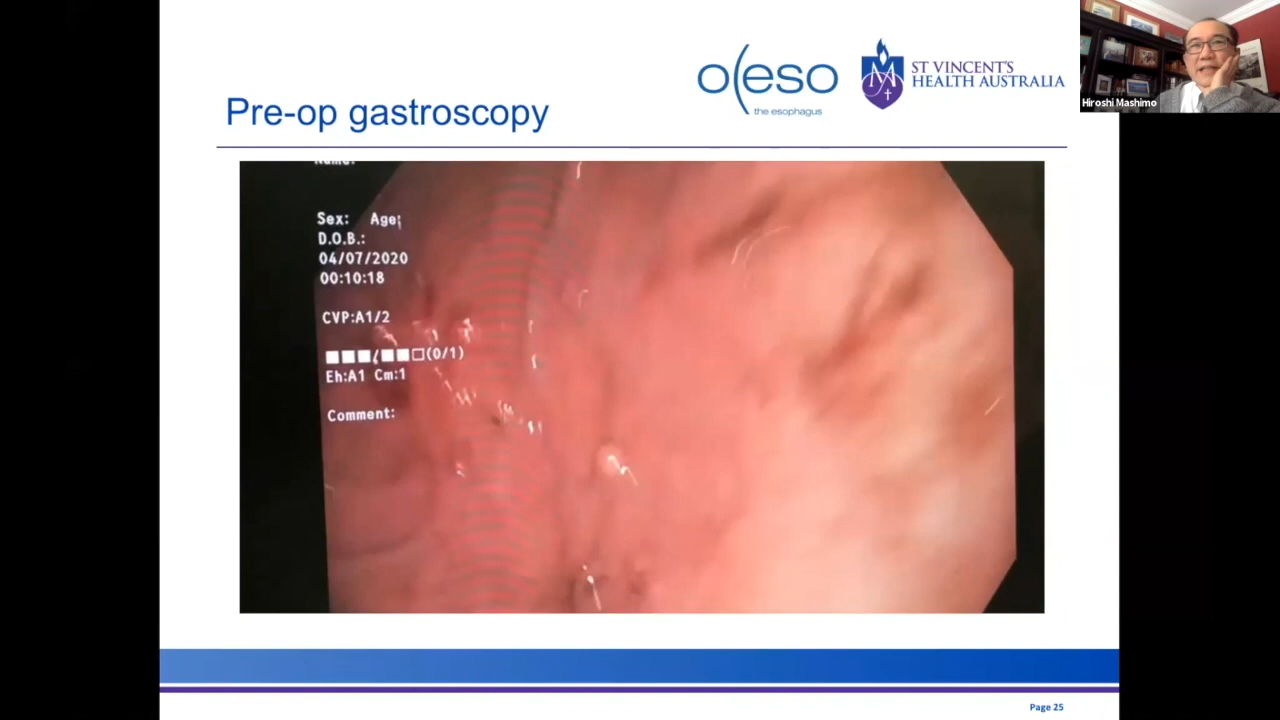 Pre-op gastroscopy
oeso
the esophagus
ST VINCENT'S
HEALTH AUSTRALIA
Hiroshi Mashimo
Name:
Sex: Age:
D.O.B.:
04/07/2020
00:10:18
CVP:A1/2
(0/1)
Eh:A1 Cm:1
Comment:
Page 25